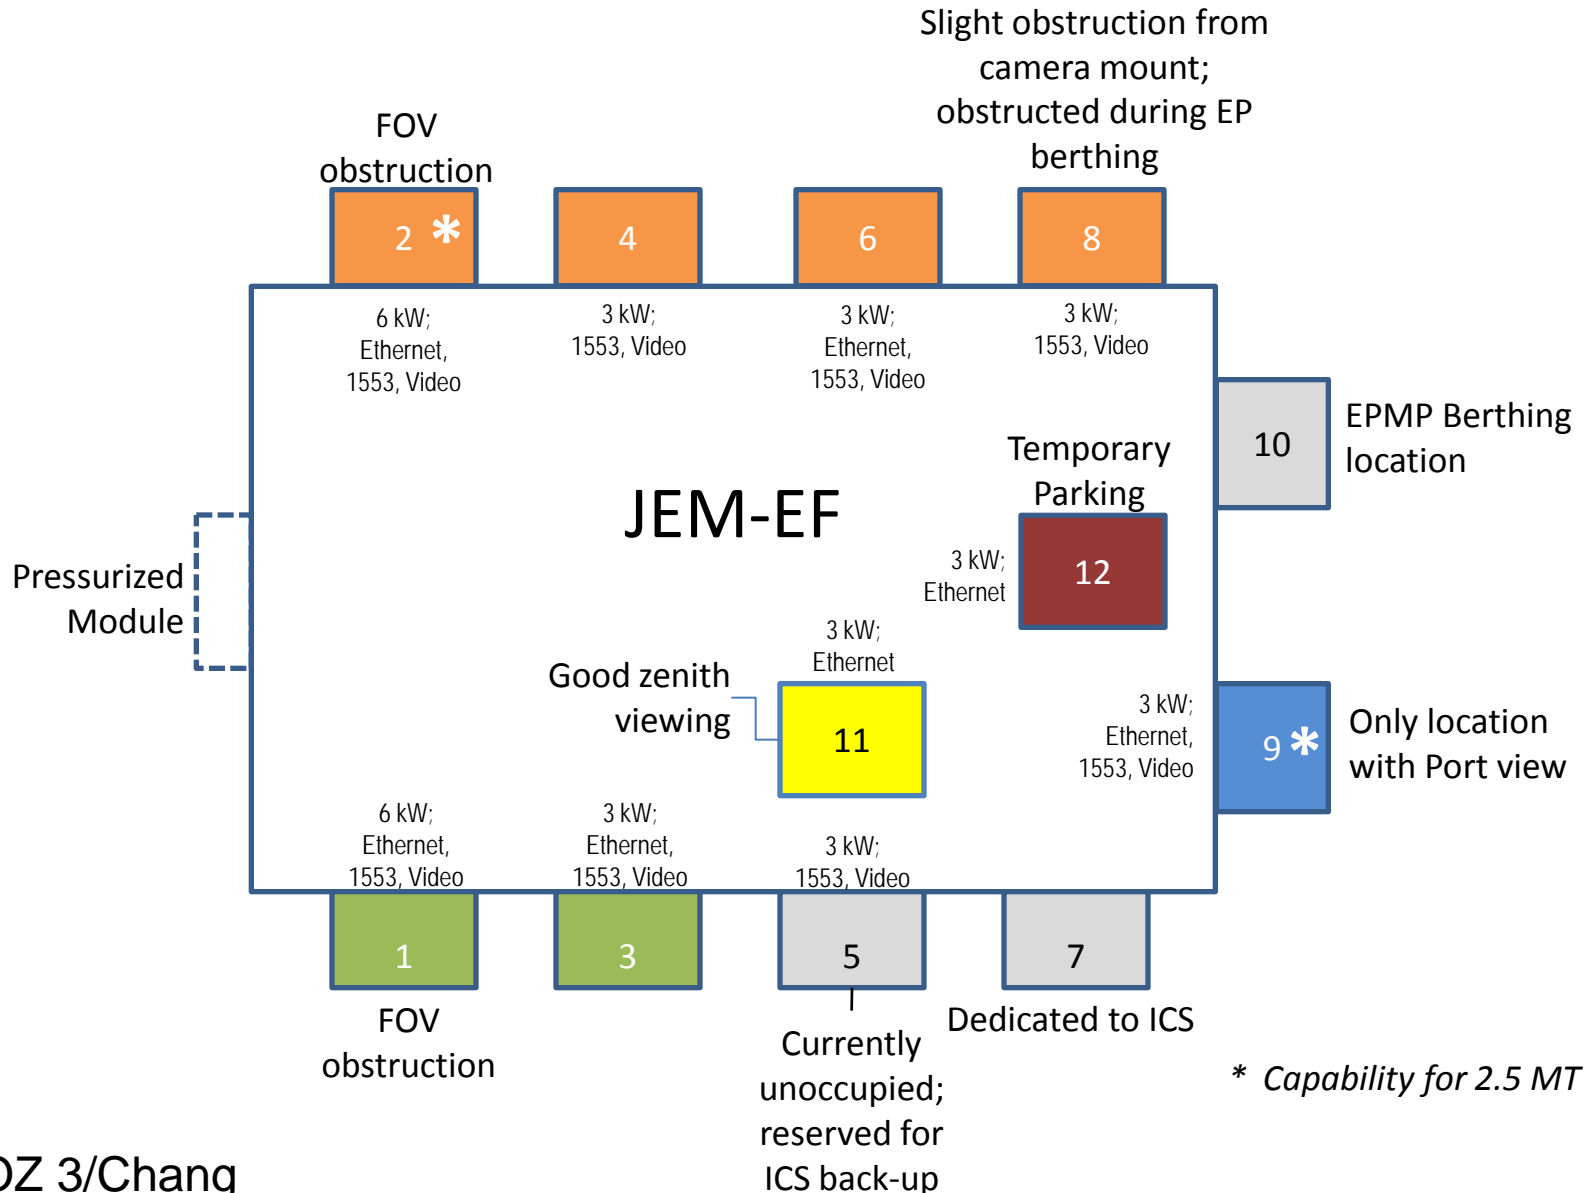 Slight obstruction from
camera mount;
obstructed during EP
berthing
FOV
obstruction
2 *
4
6
8
6 kW;
Ethernet,
1553, Video
3 kW;
1553, Video
3 kW;
Ethernet,
1553, Video
3 kW;
1553, Video
10
EPMP Berthing
location
Temporary
Parking
JEM-EF
3 kW;
Ethernet
12
Pressurized
Module
3 kW;
Ethernet
Good zenith
viewing
11
3 kW;
Ethernet,
1553, Video
9 *
Only location
with Port view
6 kW;
Ethernet,
1553, Video
3 kW;
Ethernet,
1553, Video
3 kW;
1553, Video
1
3
5
7
FOV
obstruction
Currently
unoccupied;
reserved for
ICS back-up
Dedicated to ICS
* Capability for 2.5 MT
OZ 3/Chang